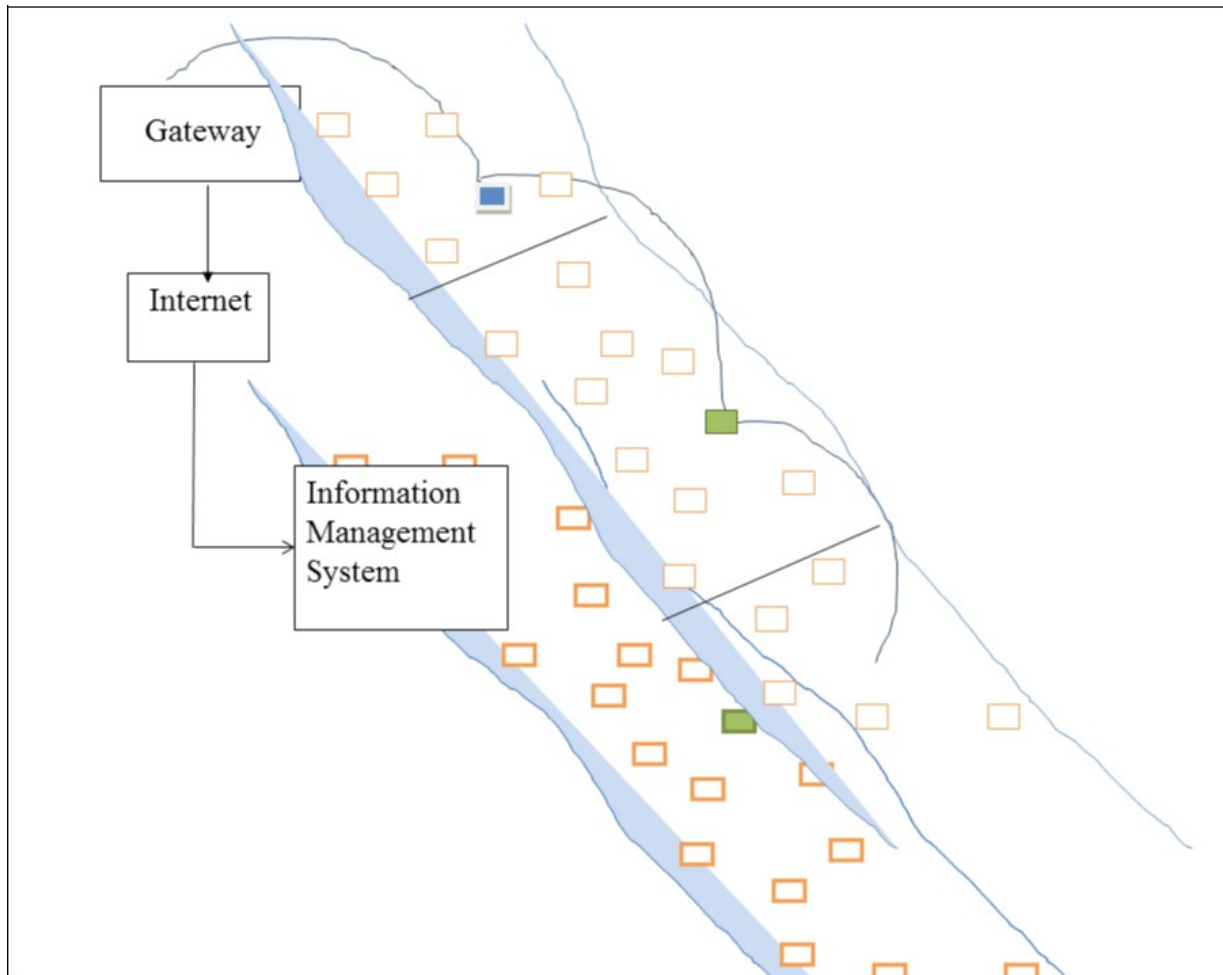 Gateway
Internet
Information
Management
System